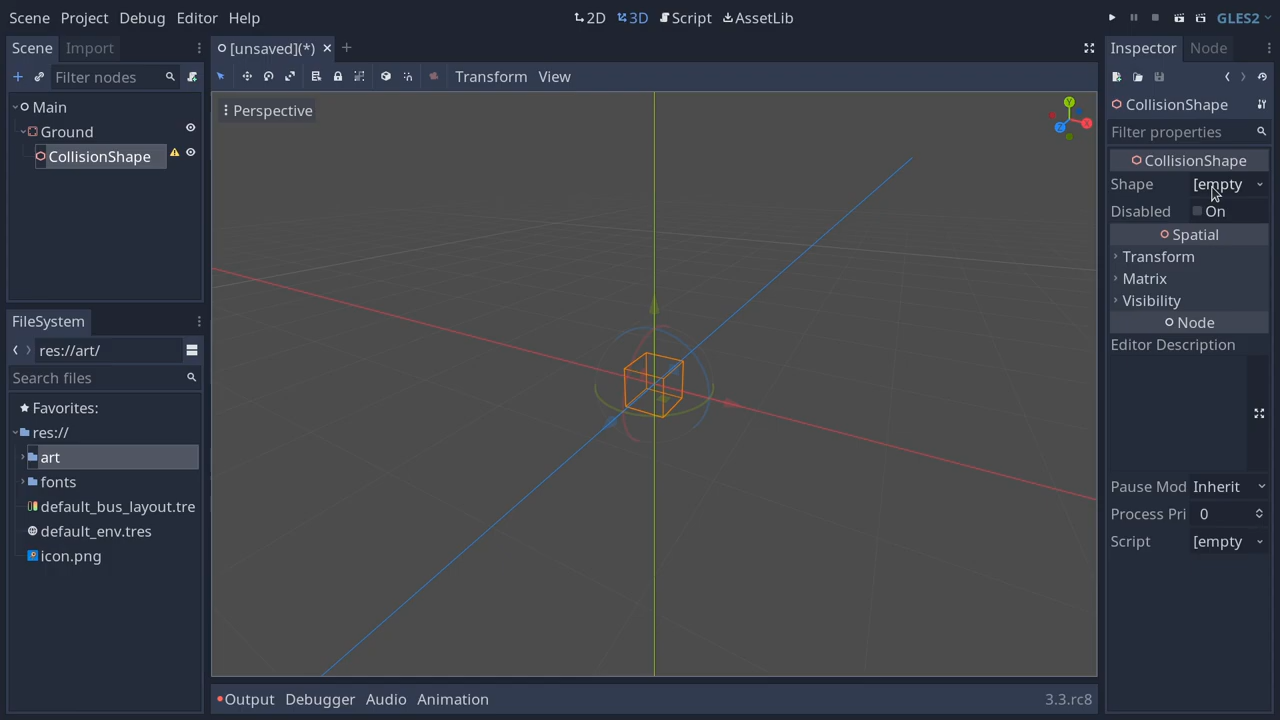 Scene Project Debug Editor Help
2D 3D Script AssetLib
GLES2
Scene Import
Filter nodes
Main
Ground
CollisionShape
FileSystem
res://art/
Search files
Favorites:
res://
art
fonts
default_bus_layout.tre
default_env.tres
icon.png
[unsaved](*)
Transform View
Perspective
Y
X
Z
Output Debugger Audio Animation
3.3.rc8
Inspector Node
CollisionShape
Filter properties
CollisionShape
Shape [empty
Disabled On
Spatial
Transform
Matrix
Visibility
Node
Editor Description
Pause Mod Inherit
Process Pri 0
Script [empty